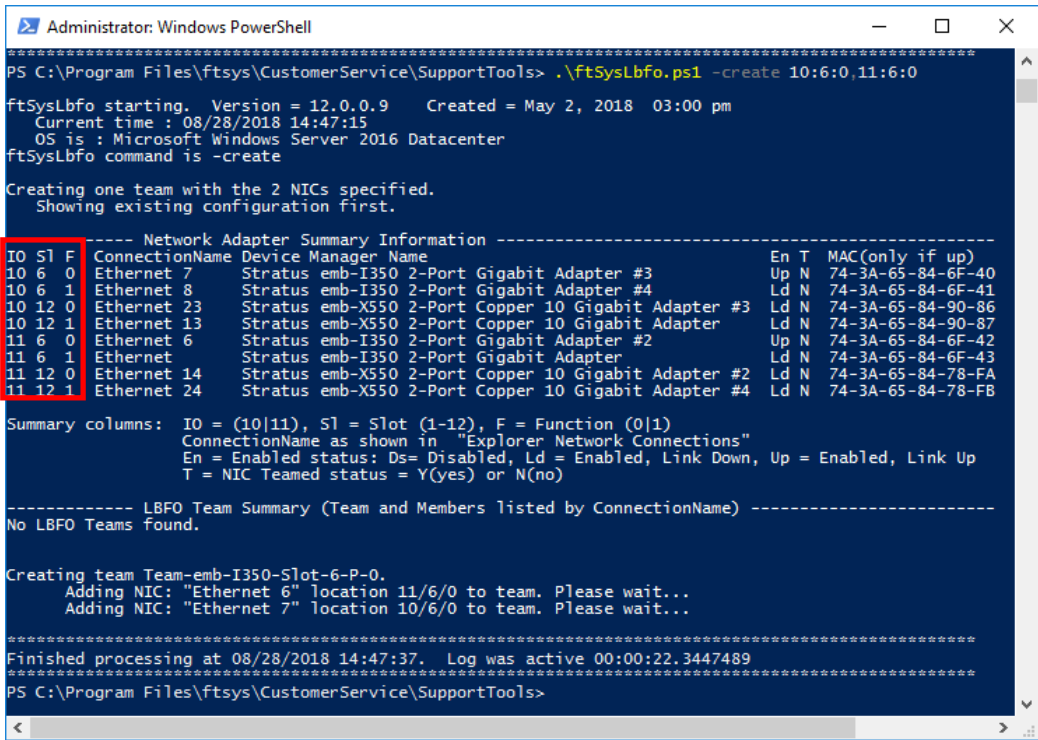 Administrator: Windows PowerShell
****************************************************************************************************
PS C:\Program Files\ftsys\CustomerService\SupportTools> .\ftSysLbfo.ps1 -create 10:6:0,11:6:0
ftSysLbfo starting.  Version = 12.0.0.9    Created = May 2, 2018  03:00 pm
Current time : 08/28/2018 14:47:15
OS is : Microsoft Windows Server 2016 Datacenter
ftSysLbfo command is -create
Creating one team with the 2 NICs specified.
Showing existing configuration first.
----- Network Adapter Summary Information ---------------------------------------------------
IO Sl F  ConnectionName Device Manager Name                                   En T  MAC(only if up)
10 6  0  Ethernet 7     Stratus emb-I350 2-Port Gigabit Adapter #3            Up N  74-3A-65-84-6F-40
10 6  1  Ethernet 8     Stratus emb-I350 2-Port Gigabit Adapter #4            Ld N  74-3A-65-84-6F-41
10 12 0  Ethernet 23    Stratus emb-X550 2-Port Copper 10 Gigabit Adapter #3  Ld N  74-3A-65-84-90-86
10 12 1  Ethernet 13    Stratus emb-X550 2-Port Copper 10 Gigabit Adapter     Ld N  74-3A-65-84-90-87
11 6  0  Ethernet 6     Stratus emb-I350 2-Port Gigabit Adapter #2            Up N  74-3A-65-84-6F-42
11 6  1  Ethernet       Stratus emb-I350 2-Port Gigabit Adapter               Ld N  74-3A-65-84-6F-43
11 12 0  Ethernet 14    Stratus emb-X550 2-Port Copper 10 Gigabit Adapter #2  Ld N  74-3A-65-84-78-FA
11 12 1  Ethernet 24    Stratus emb-X550 2-Port Copper 10 Gigabit Adapter #4  Ld N  74-3A-65-84-78-FB
Summary columns:  IO = (10|11), Sl = Slot (1-12), F = Function (0|1)
ConnectionName as shown in  "Explorer Network Connections"
En = Enabled status: Ds= Disabled, Ld = Enabled, Link Down, Up = Enabled, Link Up
T = NIC Teamed status = Y(yes) or N(no)
------------- LBFO Team Summary (Team and Members listed by ConnectionName) -------------------------
No LBFO Teams found.
Creating team Team-emb-I350-Slot-6-P-0.
Adding NIC: "Ethernet 6" location 11/6/0 to team. Please wait...
Adding NIC: "Ethernet 7" location 10/6/0 to team. Please wait...
****************************************************************************************************
Finished processing at 08/28/2018 14:47:37.  Log was active 00:00:22.3447489
****************************************************************************************************
PS C:\Program Files\ftsys\CustomerService\SupportTools>